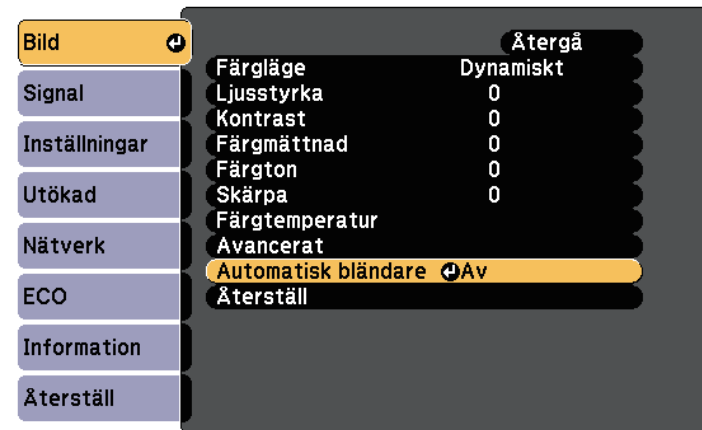 Bild
Signal
Inställningar
Utökad
Nätverk
ECO
Information
Återställ
Återgå
Färgläge Dynamiskt
Ljusstyrka 0
Kontrast 0
Färgmättnad 0
Färgton 0
Skärpa 0
Färgtemperatur
Avancerat
Automatisk bländare Av
Återställ